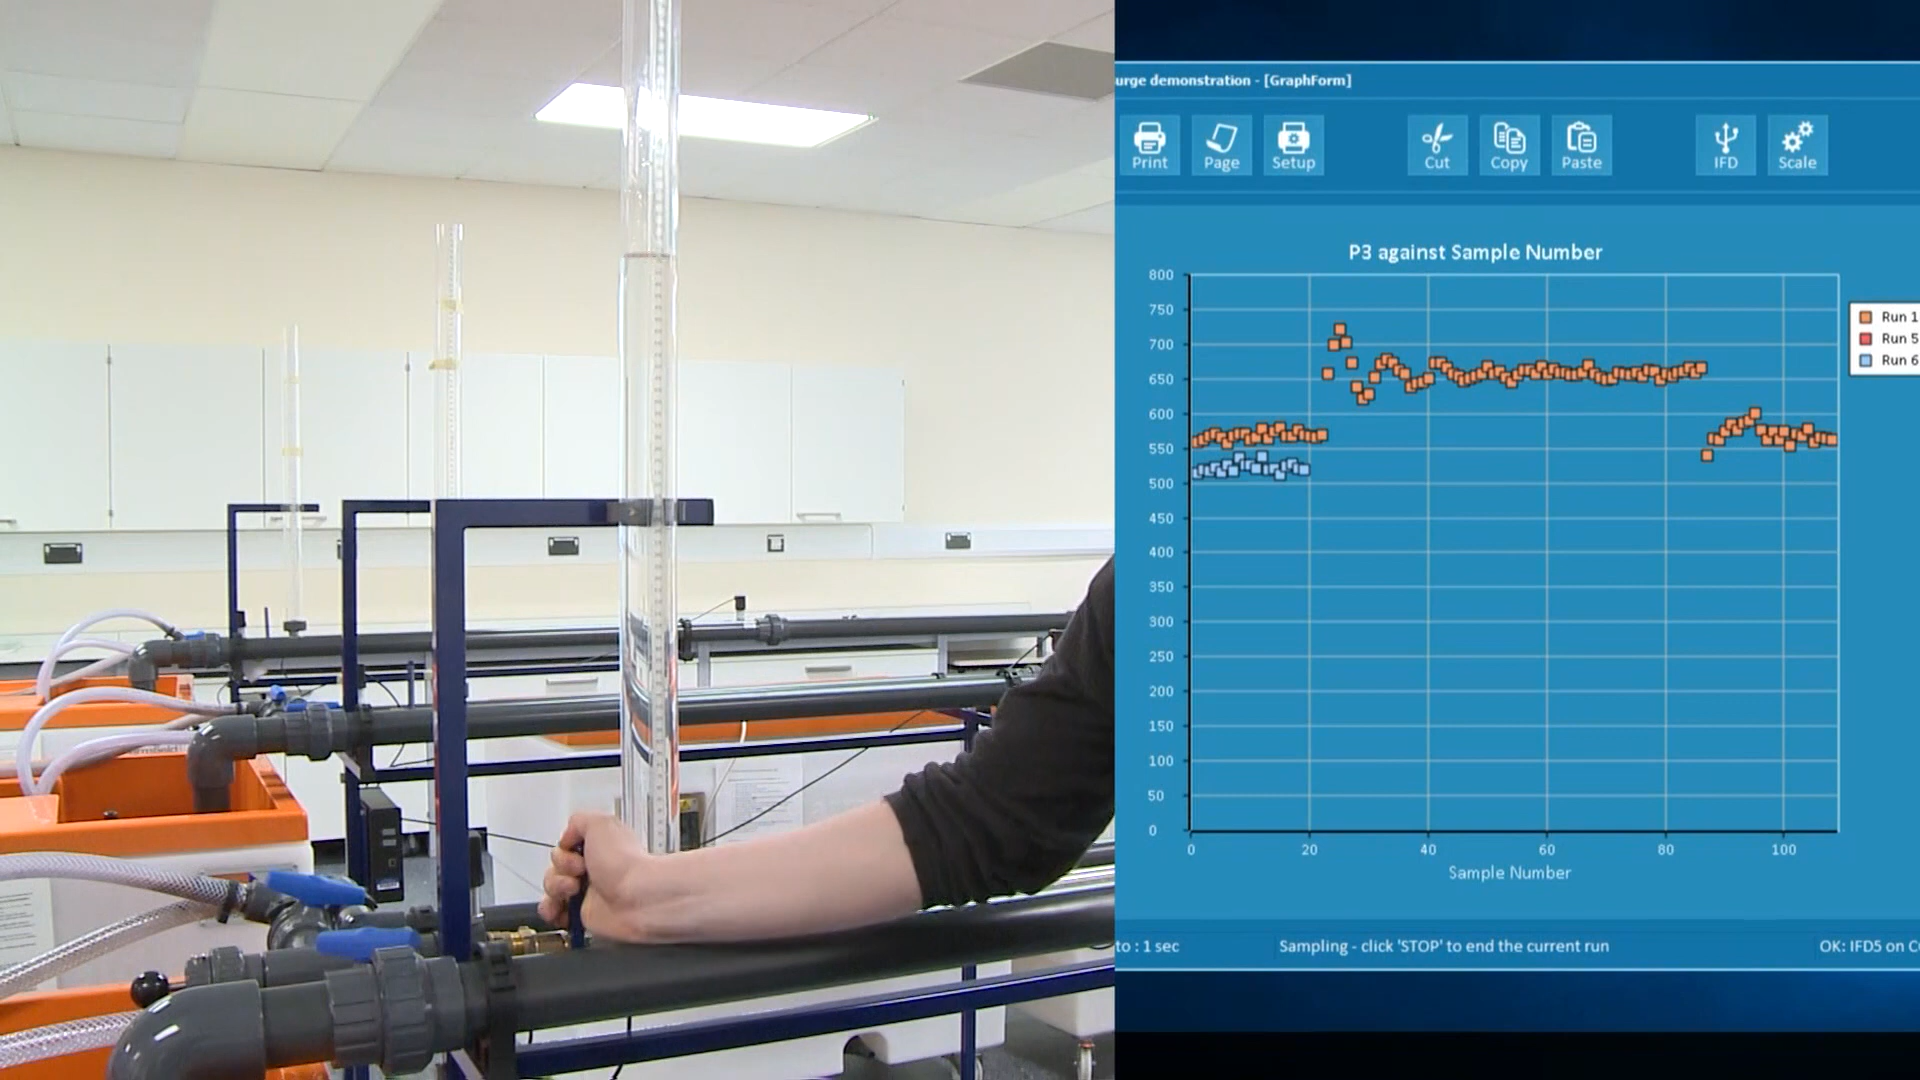 urge demonstration - [GraphForm]
Print Page Setup Cut Copy Paste IFD Scale
P3 against Sample Number
800
750
700
650
600
550
500
450
400
350
300
250
200
150
100
50
0
0 20 40 60 80 100
Sample Number
Run 1
Run 5
Run 6
to : 1 sec
Sampling - click 'STOP' to end the current run
OK: IFD5 on C